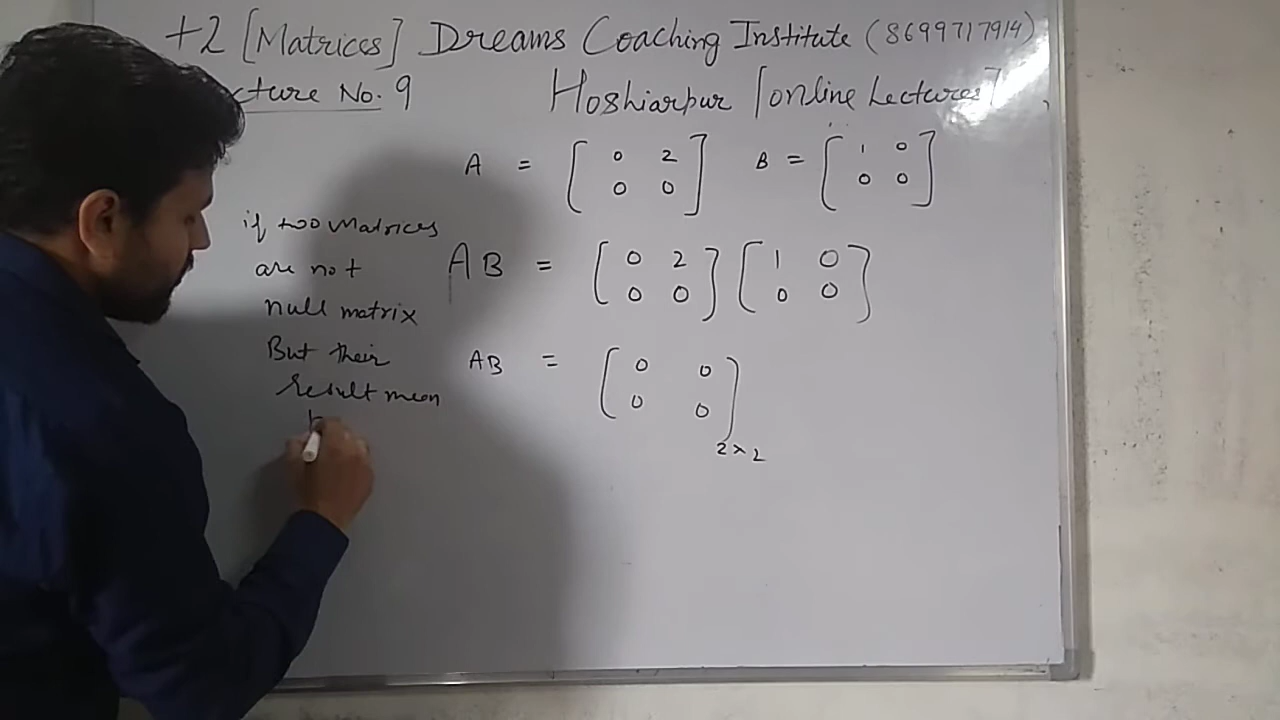 +2 [Matrices] Dreams Coaching Institute (8699717914)
cture No. 9 Hoshiarpur [online Lectures]
A = [ 0 2 B = [ 1 0
0 0 ] 0 0 ]
if two Matrices
are not
null matrix
But their
result mean
AB = [ 0 2 ] [ 1 0 ]
0 0 0 0
AB = [ 0 0
0 0 ]
2×2